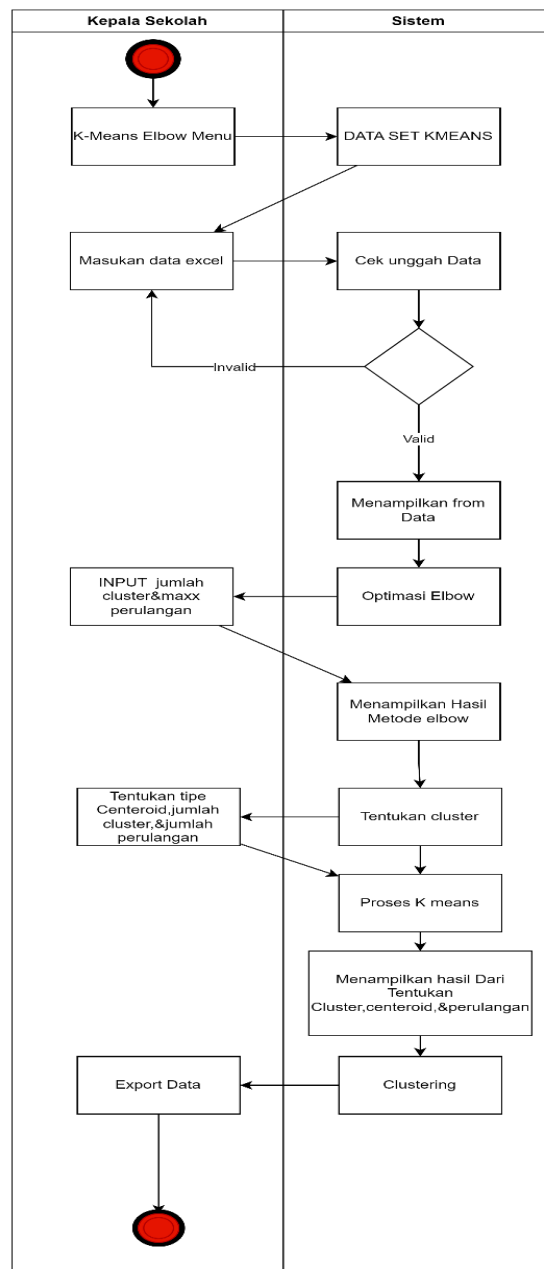 Kepala Sekolah
Sistem
K-Means Elbow Menu
DATA SET KMEANS
Masukan data excel
Cek unggah Data
Invalid
Valid
Menampilkan from
Data
INPUT jumlah
cluster&maxx
perulangan
Optimasi Elbow
Menampilkan Hasil
Metode elbow
Tentukan tipe
Centeroid,jumlah
cluster,&jumlah
perulangan
Tentukan cluster
Proses K means
Menampilkan hasil Dari
Tentukan
Cluster,centeroid,&perulangan
Export Data
Clustering